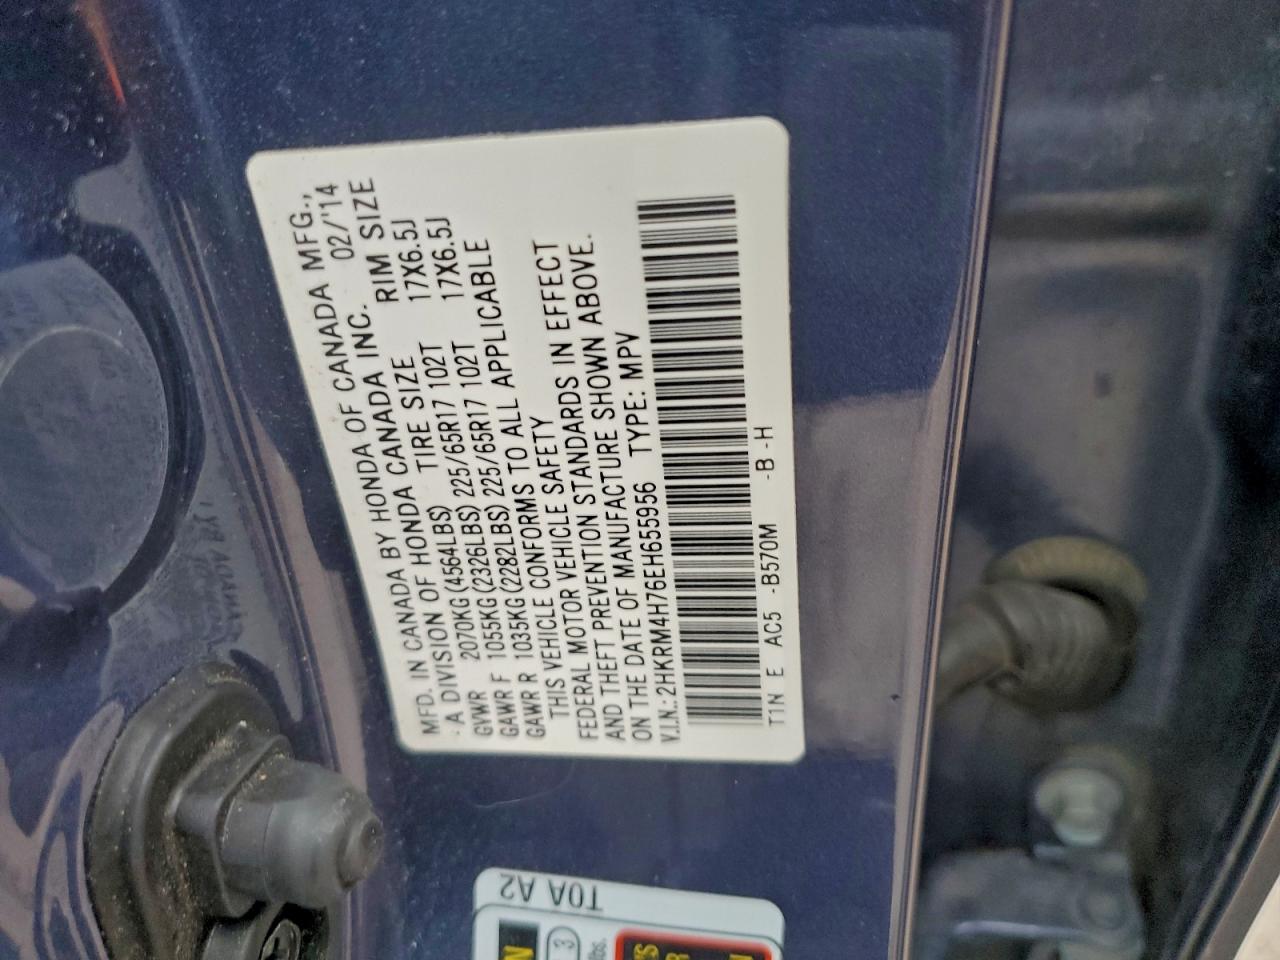 MFD. IN CANADA BY HONDA OF CANADA MFG.,
A DIVISION OF HONDA CANADA INC. 02/'14
TIRE SIZE RIM SIZE
GVWR 2070KG(4564LBS)
GAWR F 1055KG(2326LBS) 225/65R17 102T 17X6.5J
GAWR R 1035KG(2282LBS) 225/65R17 102T 17X6.5J
THIS VEHICLE CONFORMS TO ALL APPLICABLE
FEDERAL MOTOR VEHICLE SAFETY
AND THEFT PREVENTION STANDARDS IN EFFECT
ON THE DATE OF MANUFACTURE SHOWN ABOVE.
V.I.N.:2HKRM4H76EH655956 TYPE: MPV
T1N E AC5 -B570M -B -H
T0A A2
3
lbs.